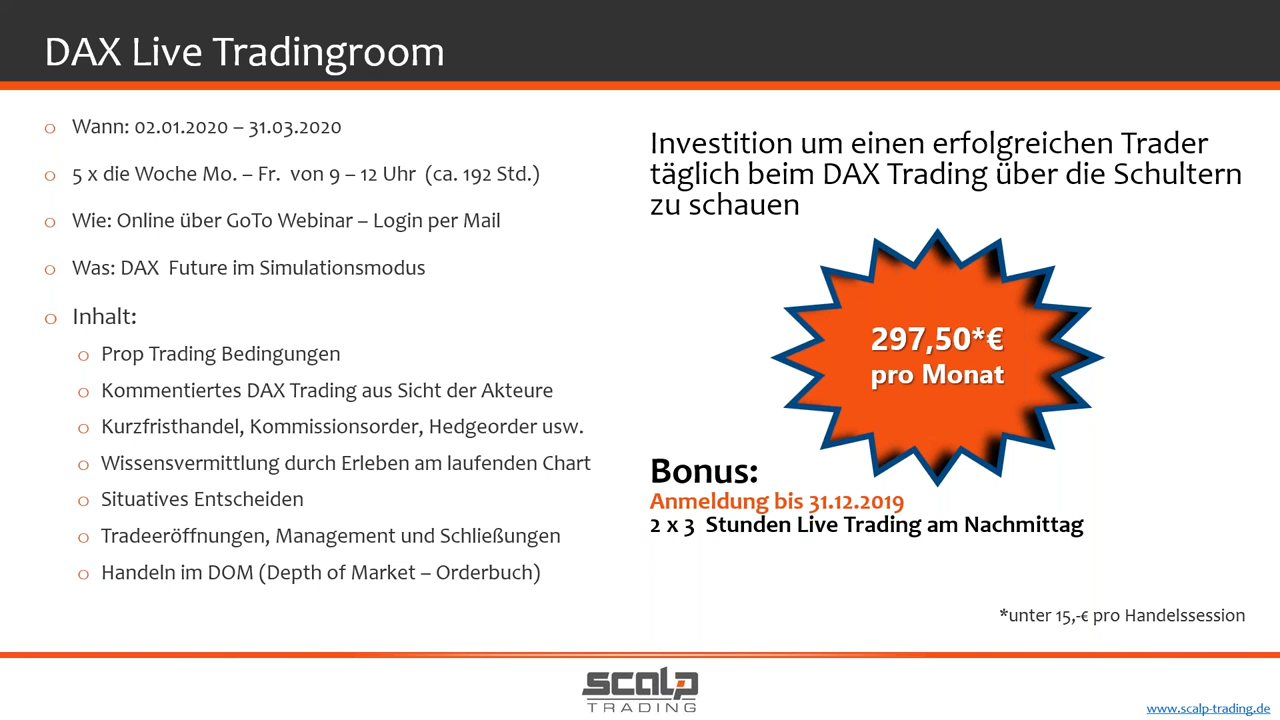 DAX Live Tradingroom
o Wann: 02.01.2020 – 31.03.2020
o 5 x die Woche Mo. – Fr. von 9 – 12 Uhr (ca. 192 Std.)
o Wie: Online über GoTo Webinar – Login per Mail
o Was: DAX Future im Simulationsmodus
o Inhalt:
o Prop Trading Bedingungen
o Kommentiertes DAX Trading aus Sicht der Akteure
o Kurzfristhandel, Kommissionsorder, Hedgeorder usw.
o Wissensvermittlung durch Erleben am laufenden Chart
o Situatives Entscheiden
o Tradeeröffnungen, Management und Schließungen
o Handeln im DOM (Depth of Market – Orderbuch)
Investition um einen erfolgreichen Trader
täglich beim DAX Trading über die Schultern
zu schauen
297,50*€
pro Monat
Bonus:
Anmeldung bis 31.12.2019
2 x 3 Stunden Live Trading am Nachmittag
*unter 15,-€ pro Handelssession
SCALP
TRADING
www.scalp-trading.de